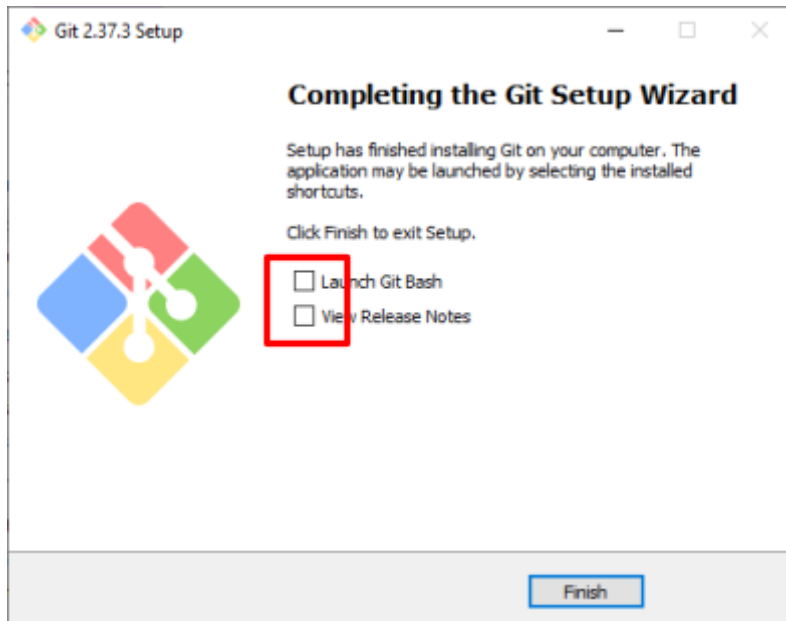 Git 2.37.3 Setup
Completing the Git Setup Wizard
Setup has finished installing Git on your computer. The
application may be launched by selecting the installed
shortcuts.
Click Finish to exit Setup.
Launch Git Bash
View Release Notes
Finish